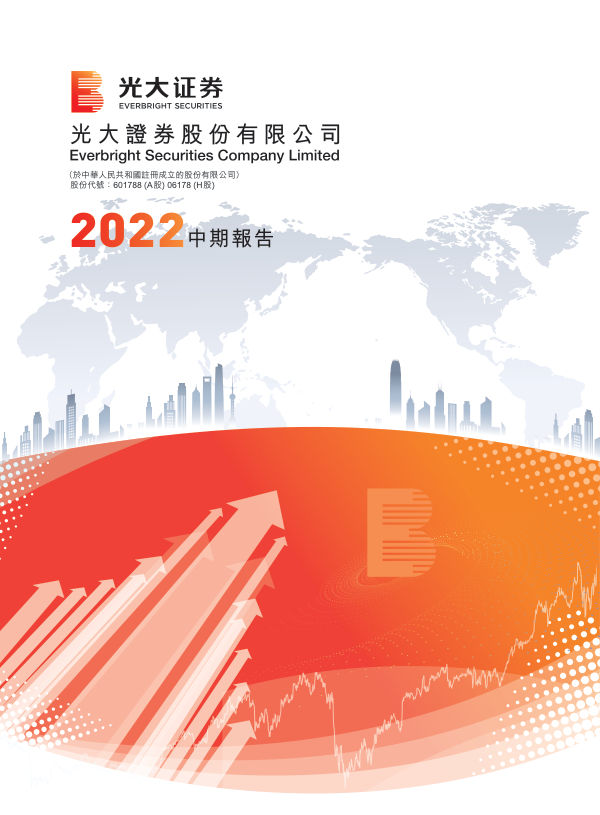 光大证券
EVERBRIGHT SECURITIES
光大證券股份有限公司
Everbright Securities Company Limited
（於中華人民共和國註冊成立的股份有限公司）
股份代號：601788 (A股) 06178 (H股)
2022中期報告